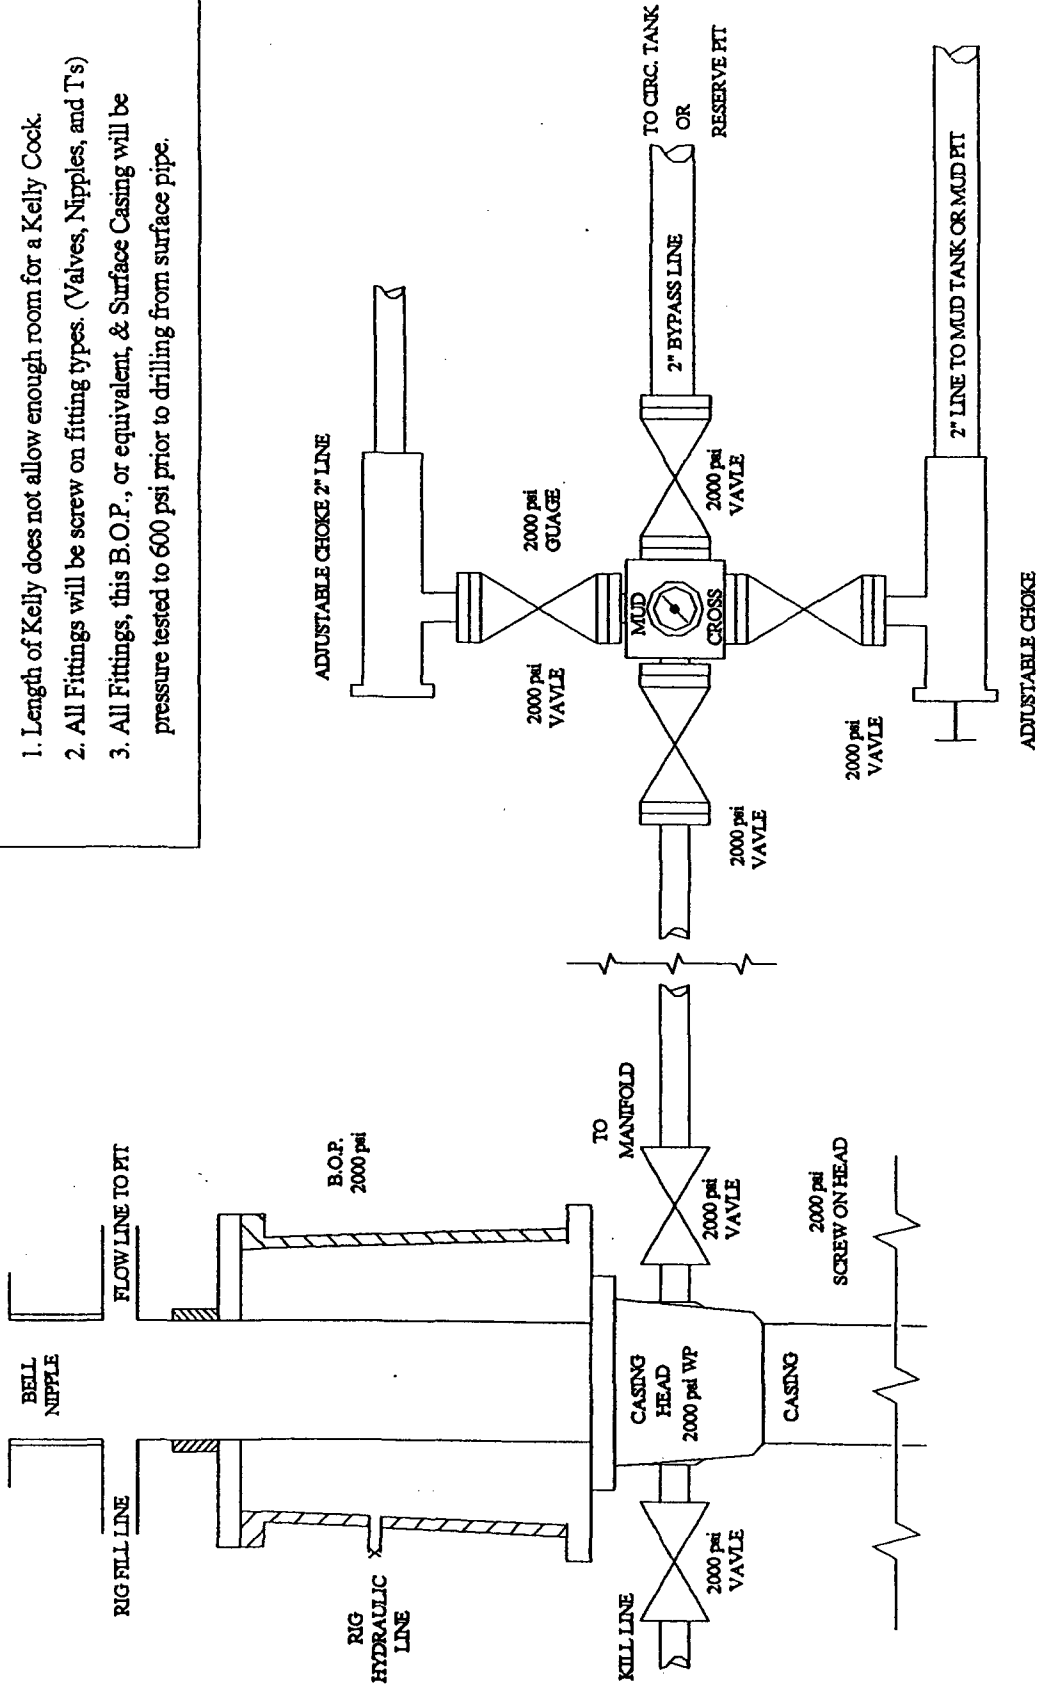 1. Length of Kelly does not allow enough room for a Kelly Cock.
2. All Fittings will be screw on fitting types. (Valves, Nipples, and T's)
3. All Fittings, this B.O.P., or equivalent, & Surface Casing will be
pressure tested to 600 psi prior to drilling from surface pipe.
BELL
NIPPLE
RIG FILL LINE
FLOW LINE TO PIT
RIG
HYDRAULIC
LINE
B.O.P.
2000 psi
KILL LINE
2000 psi
VAVLE
CASING
HEAD
2000 psi WP
TO
MANIFOLD
2000 psi
VAVLE
CASING
2000 psi
SCREW ON HEAD
ADJUSTABLE CHOKE 2" LINE
2000 psi
VAVLE
2000 psi
GUAGE
MUD
CROSS
2000 psi
VAVLE
2000 psi
VAVLE
2" BYPASS LINE
TO CIRC. TANK
OR
RESERVE PIT
2000 psi
VAVLE
2" LINE TO MUD TANK OR MUD PIT
ADJUSTABLE CHOKE